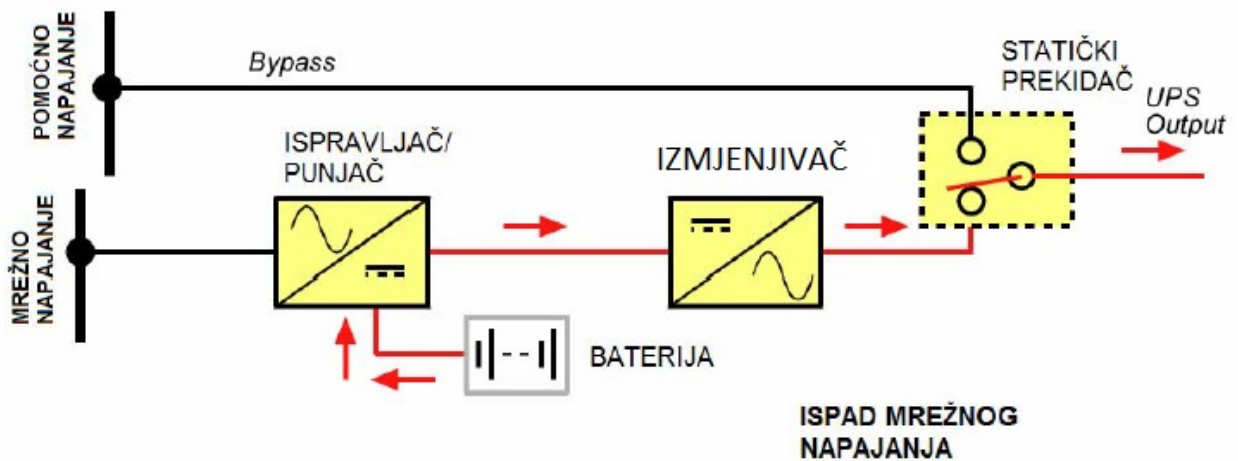 POMOĆNO
NAPAJANJE
Bypass
STATIČKI
PREKIDAČ
UPS
Output
ISPRAVLJAČ/
PUNJAČ
IZMJENJIVAČ
MREŽNO
NAPAJANJE
BATERIJA
ISPAD MREŽNOG
NAPAJANJA